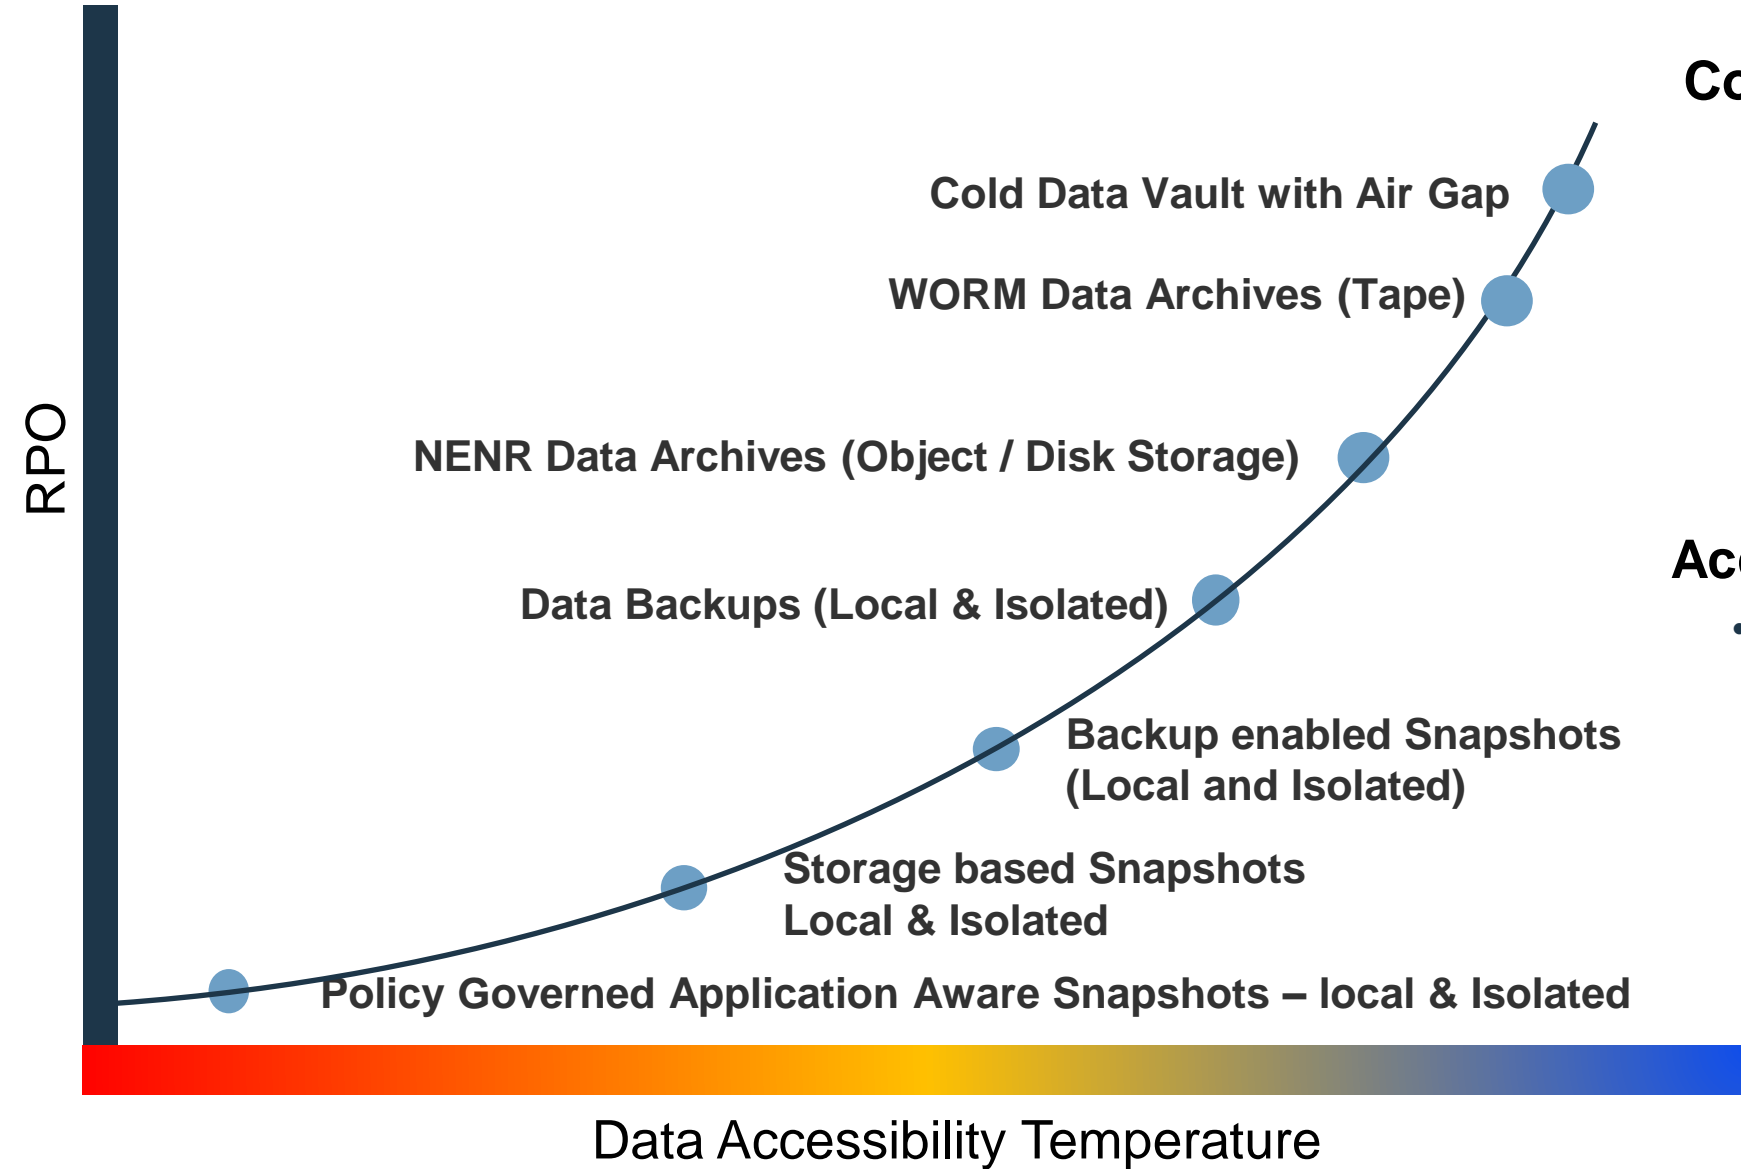 Cold Data Vault with Air Gap
WORM Data Archives (Tape)
RPO
NENR Data Archives (Object / Disk Storage)
Data Backups (Local & Isolated)
Backup enabled Snapshots
(Local and Isolated)
Storage based Snapshots
Local & Isolated
Policy Governed Application Aware Snapshots – local & Isolated
Data Accessibility Temperature